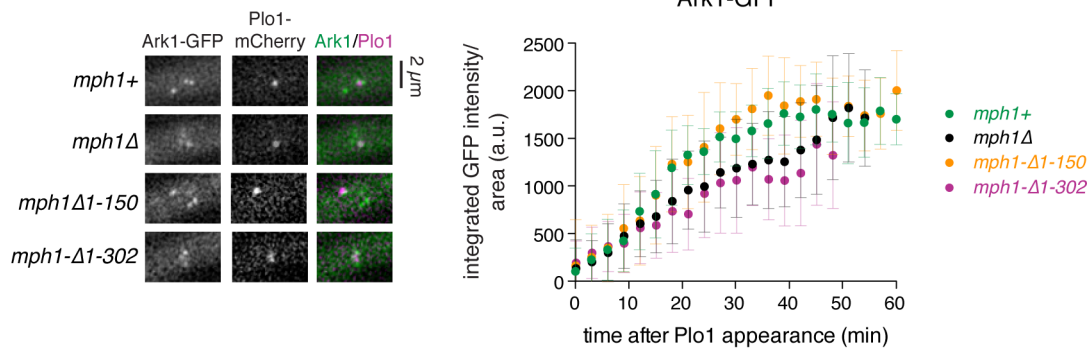 Ark1-GFP
Plo1-
mCherry
Ark1-GFP
Ark1/Plo1
mph1+
mph1Δ
mph1Δ1-150
mph1-Δ1-302
2 µm
integrated GFP intensity/
area (a.u.)
2500
2000
1500
1000
500
0
0 10 20 30 40 50 60
time after Plo1 appearance (min)
mph1+
mph1Δ
mph1-Δ1-150
mph1-Δ1-302